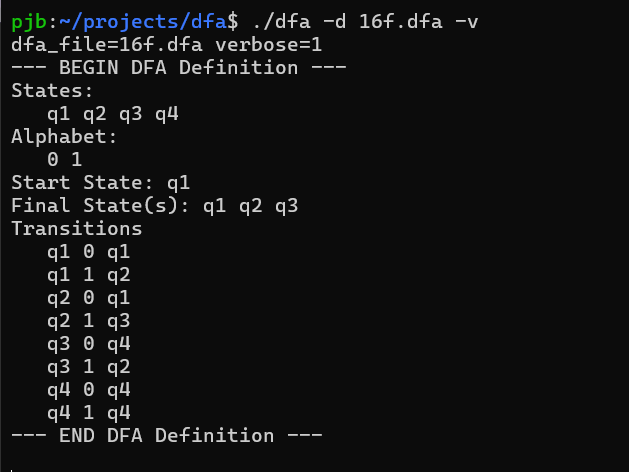 pjb:~/projects/dfa$ ./dfa -d 16f.dfa -v
dfa_file=16f.dfa verbose=1
--- BEGIN DFA Definition ---
States:
   q1 q2 q3 q4
Alphabet:
   0 1
Start State: q1
Final State(s): q1 q2 q3
Transitions
   q1 0 q1
   q1 1 q2
   q2 0 q1
   q2 1 q3
   q3 0 q4
   q3 1 q2
   q4 0 q4
   q4 1 q4
--- END DFA Definition ---